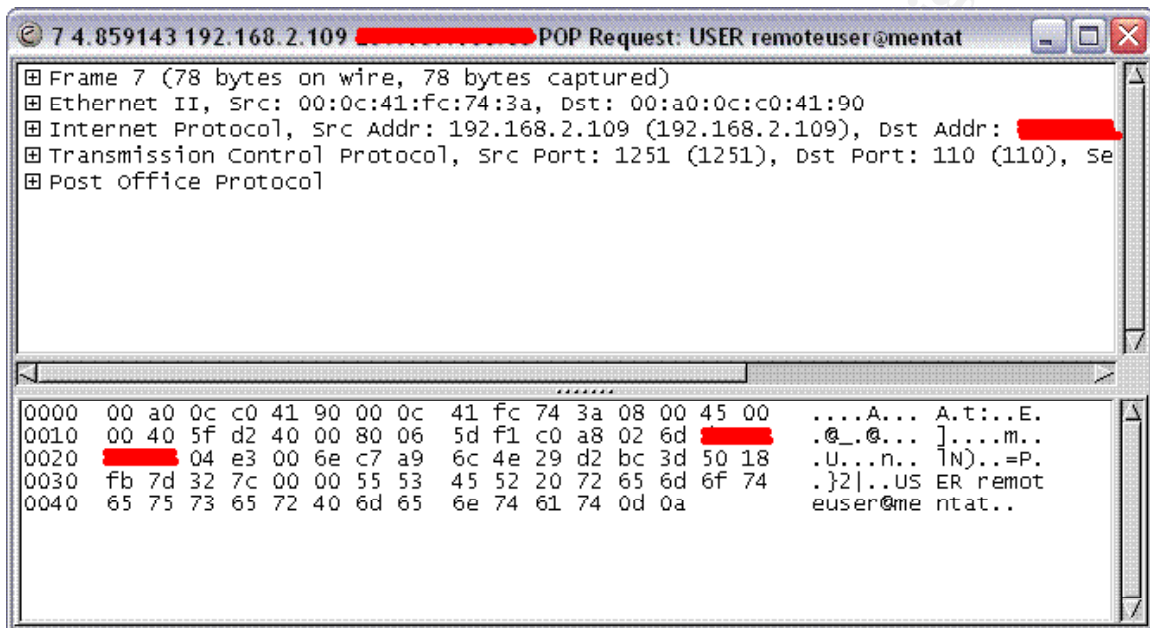 7 4.859143 192.168.2.109 POP Request: USER remoteuser@mentat
Frame 7 (78 bytes on wire, 78 bytes captured)
Ethernet II, Src: 00:0c:41:fc:74:3a, Dst: 00:a0:0c:c0:41:90
Internet Protocol, Src Addr: 192.168.2.109 (192.168.2.109), Dst Addr:
Transmission Control Protocol, Src Port: 1251 (1251), Dst Port: 110 (110), Se
Post Office Protocol
0000 00 a0 0c c0 41 90 00 0c 41 fc 74 3a 08 00 45 00 ....A... A.t:..E.
0010 00 40 5f d2 40 00 80 06 5d f1 c0 a8 02 6d .@_.@... ]....m..
0020 04 e3 00 6e c7 a9 6c 4e 29 d2 bc 3d 50 18 .U...n.. lN)..=P.
0030 fb 7d 32 7c 00 00 55 53 45 52 20 72 65 6d 6f 74 .}2|..US ER remot
0040 65 75 73 65 72 40 6d 65 6e 74 61 74 0d 0a euser@me ntat..